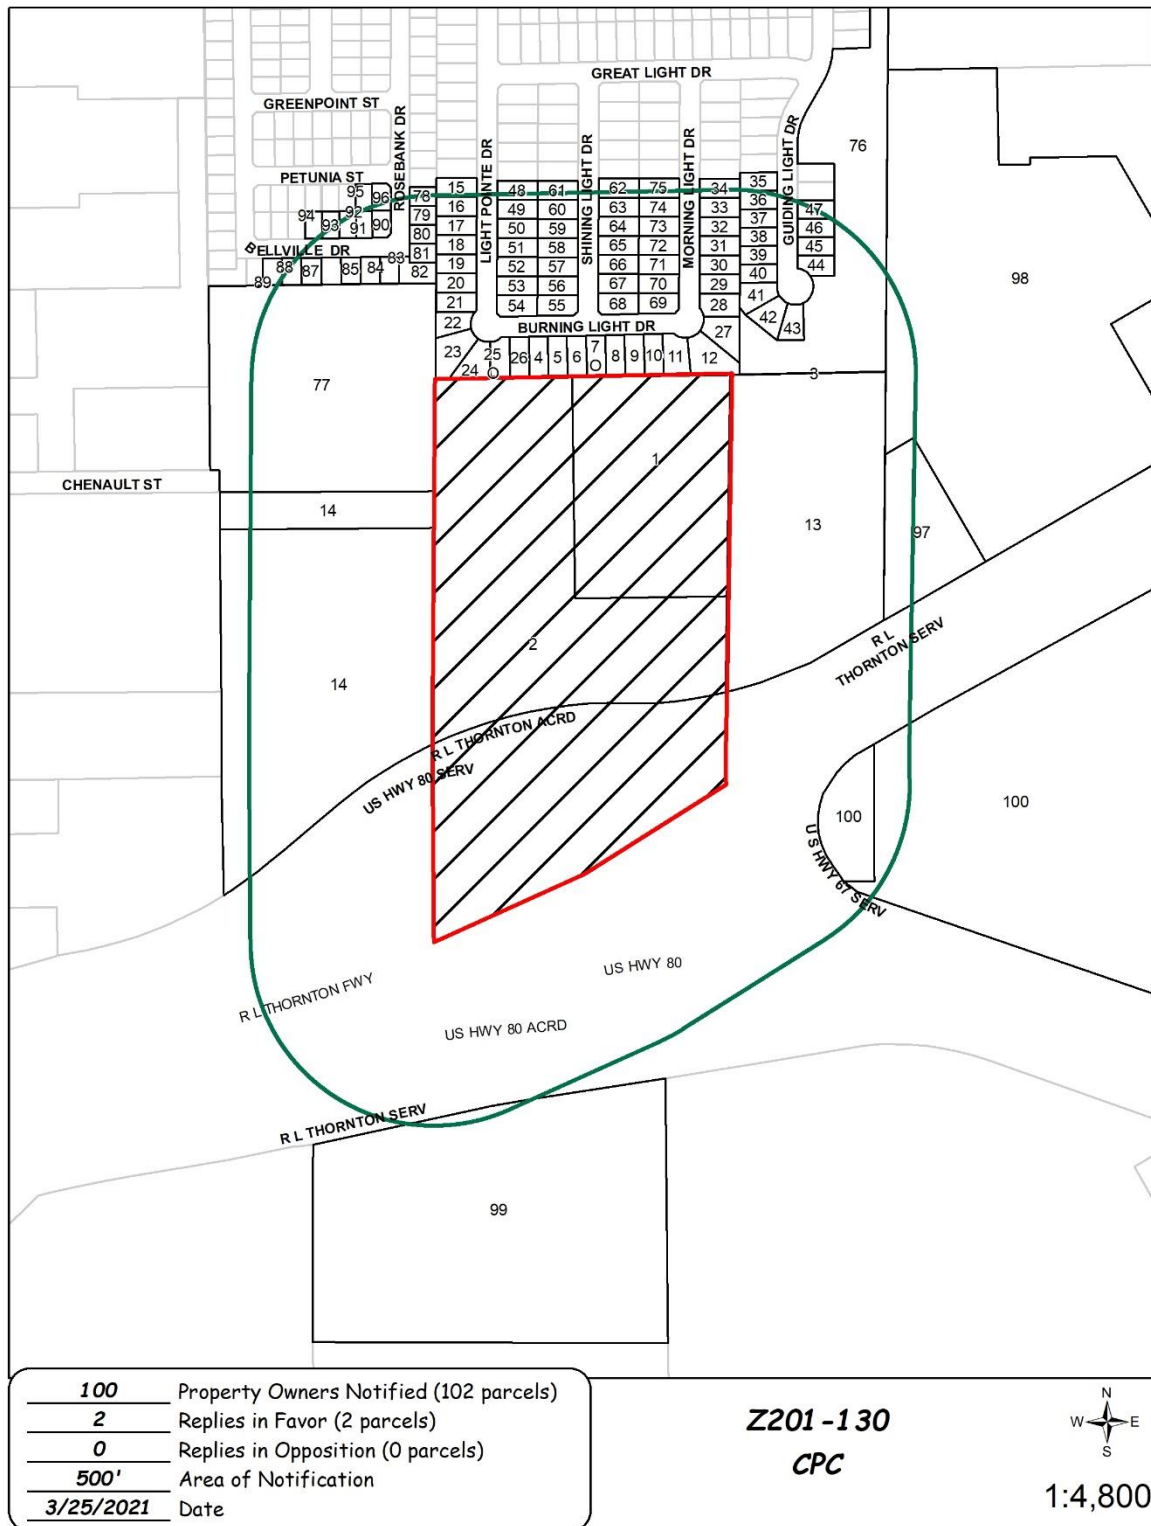 GREAT LIGHT DR
GREENPOINT ST
ROSEBANK DR
LIGHT POINTE DR
SHINING LIGHT DR
MORNING LIGHT DR
GUIDING LIGHT DR
76
PETUNIA ST
95 96 78 15 48 61 62 75 34 35
94 93 92 91 90 79 16 49 60 63 74 33 36 47
80 17 50 59 64 73 32 37 46
BELLVILLE DR
81 18 51 58 65 72 31 38 45
89 88 87 85 84 83 82 19 52 57 66 71 30 39 44
20 53 56 67 70 29 40
21 54 55 68 69 28 41
98
22 BURNING LIGHT DR 27 42 43
23 24 25 26 4 5 6 7 8 9 10 11 12
O O
3
77
1
CHENAULT ST
14
13
97
R L
THORNTON SERV
2
14
R L THORNTON ACRD
US HWY 80 SERV
100
100
U S HWY 67 SERV
US HWY 80
R L THORNTON FWY
US HWY 80 ACRD
R L THORNTON SERV
99
100 Property Owners Notified (102 parcels)
2 Replies in Favor (2 parcels)
0 Replies in Opposition (0 parcels)
500' Area of Notification
3/25/2021 Date
Z201-130
CPC
N
W E
S
1:4,800